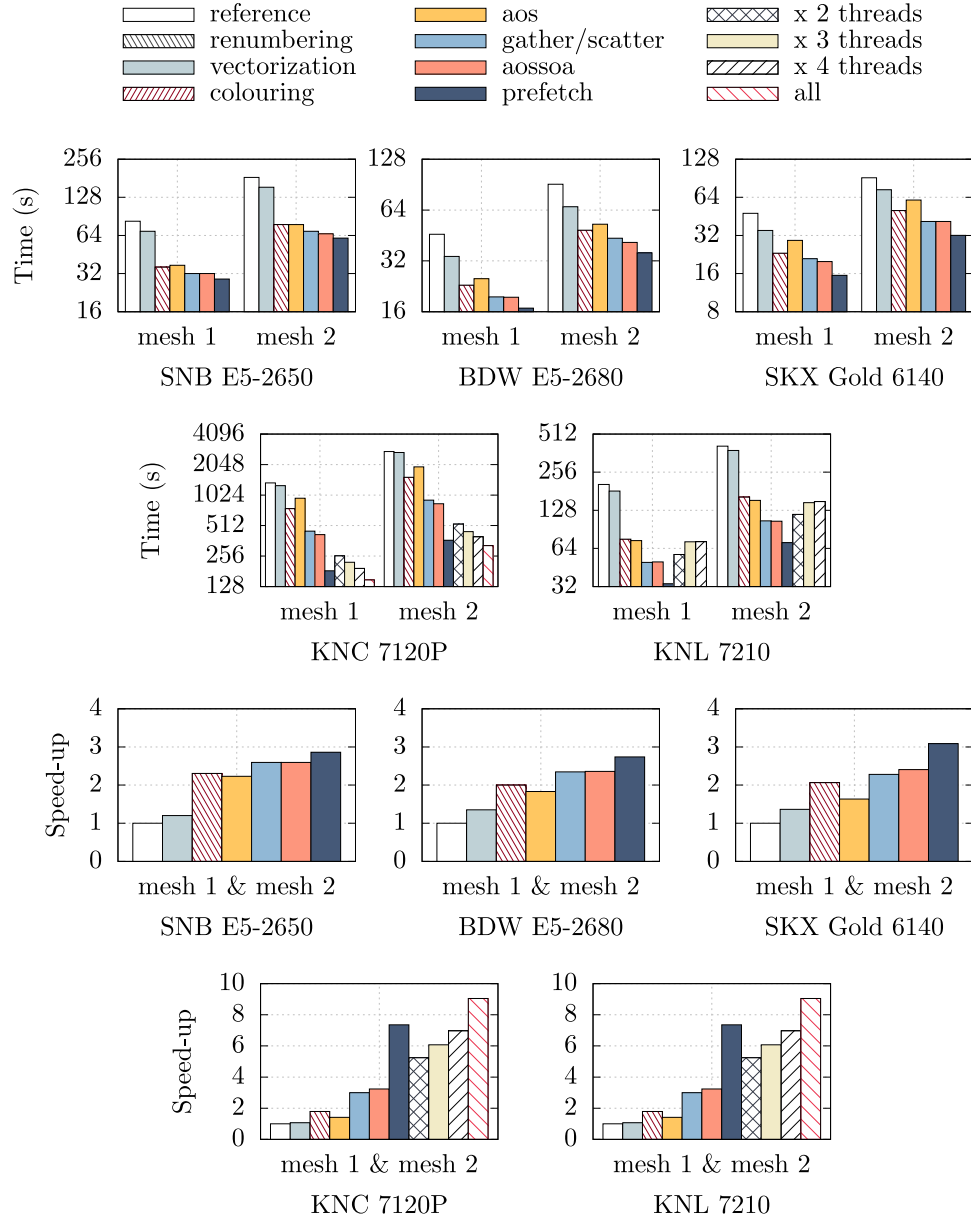 reference
renumbering
vectorization
colouring
aos
gather/scatter
aossoa
prefetch
x 2 threads
x 3 threads
x 4 threads
all
Time (s)
256
128
64
32
16
mesh 1 mesh 2
SNB E5-2650
128
64
32
16
mesh 1 mesh 2
BDW E5-2680
128
64
32
16
8
mesh 1 mesh 2
SKX Gold 6140
Time (s)
4096
2048
1024
512
256
128
mesh 1 mesh 2
KNC 7120P
512
256
128
64
32
mesh 1 mesh 2
KNL 7210
Speed-up
4
3
2
1
0
mesh 1 & mesh 2
SNB E5-2650
4
3
2
1
0
mesh 1 & mesh 2
BDW E5-2680
4
3
2
1
0
mesh 1 & mesh 2
SKX Gold 6140
Speed-up
10
8
6
4
2
0
mesh 1 & mesh 2
KNC 7120P
10
8
6
4
2
0
mesh 1 & mesh 2
KNL 7210